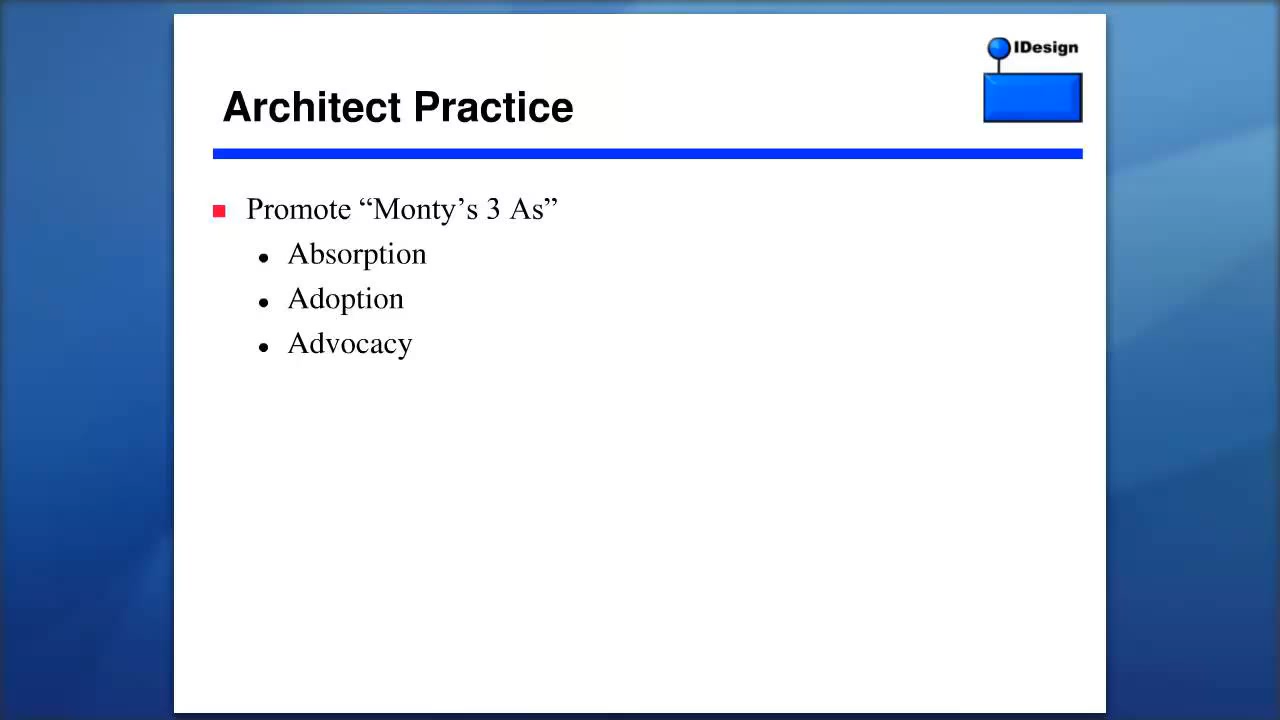 IDesign
Architect Practice
Promote “Monty’s 3 As”
Absorption
Adoption
Advocacy